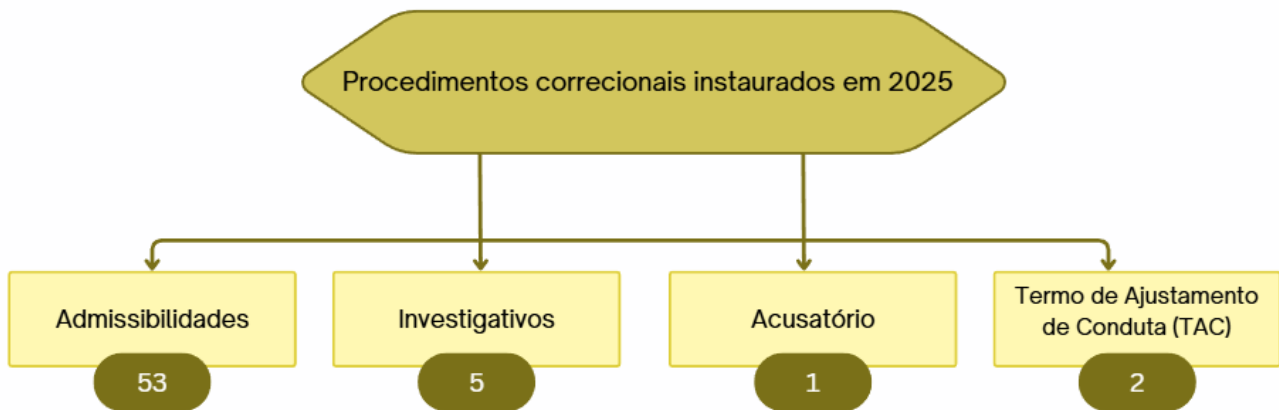 Procedimentos correcionais instaurados em 2025
Admissibilidades
53
Investigativos
5
Acusatório
1
Termo de Ajustamento
de Conduta (TAC)
2